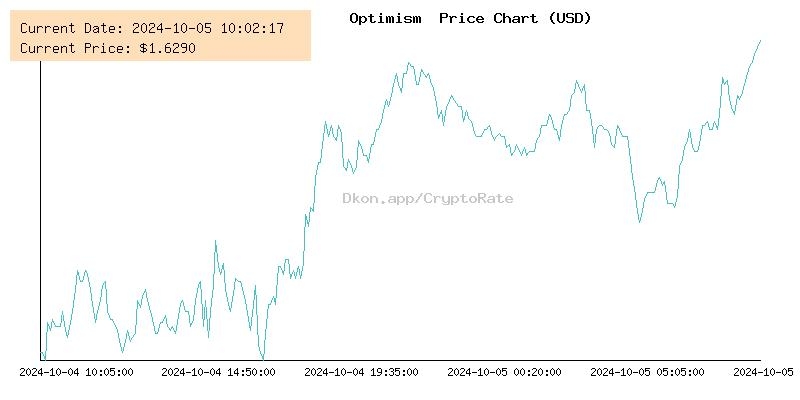 Optimism  Price Chart (USD)
Current Date: 2024-10-05 10:02:17
Current Price: $1.6290
Dkon.app/CryptoRate
2024-10-04 10:05:00 2024-10-04 14:50:00 2024-10-04 19:35:00 2024-10-05 00:20:00 2024-10-05 05:05:00 2024-10-05